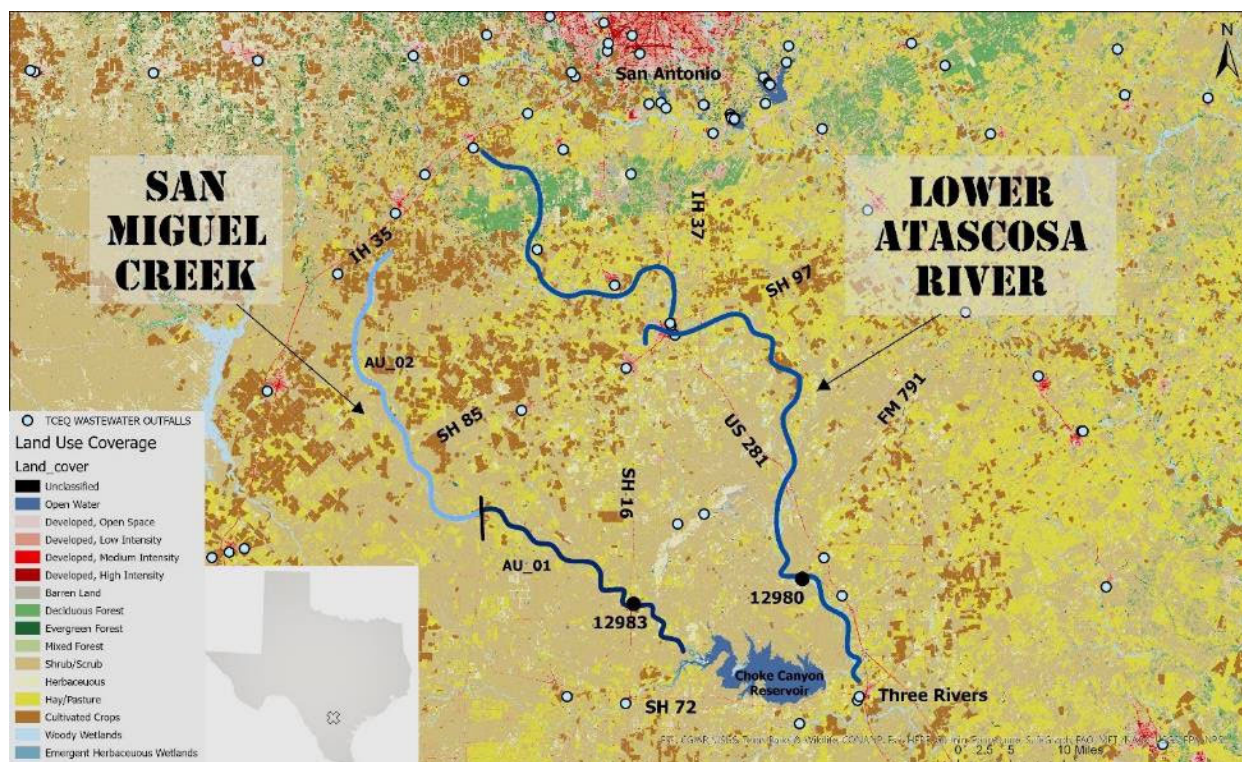 N
San Antonio
SAN
MIGUEL
CREEK
LOWER
ATASCOSA
RIVER
IH 37
IH 35
SH 97
AU_02
SH 85
FM 791
US 281
SH 16
AU_01
12980
12983
Choke Canyon
Reservoir
Three Rivers
SH 72
TCEQ WASTEWATER OUTFALLS
Land Use Coverage
Land_cover
Unclassified
Open Water
Developed, Open Space
Developed, Low Intensity
Developed, Medium Intensity
Developed, High Intensity
Barren Land
Deciduous Forest
Evergreen Forest
Mixed Forest
Shrub/Scrub
Herbaceuous
Hay/Pasture
Cultivated Crops
Woody Wetlands
Emergent Herbaceuous Wetlands
0 2.5 5 10 Miles